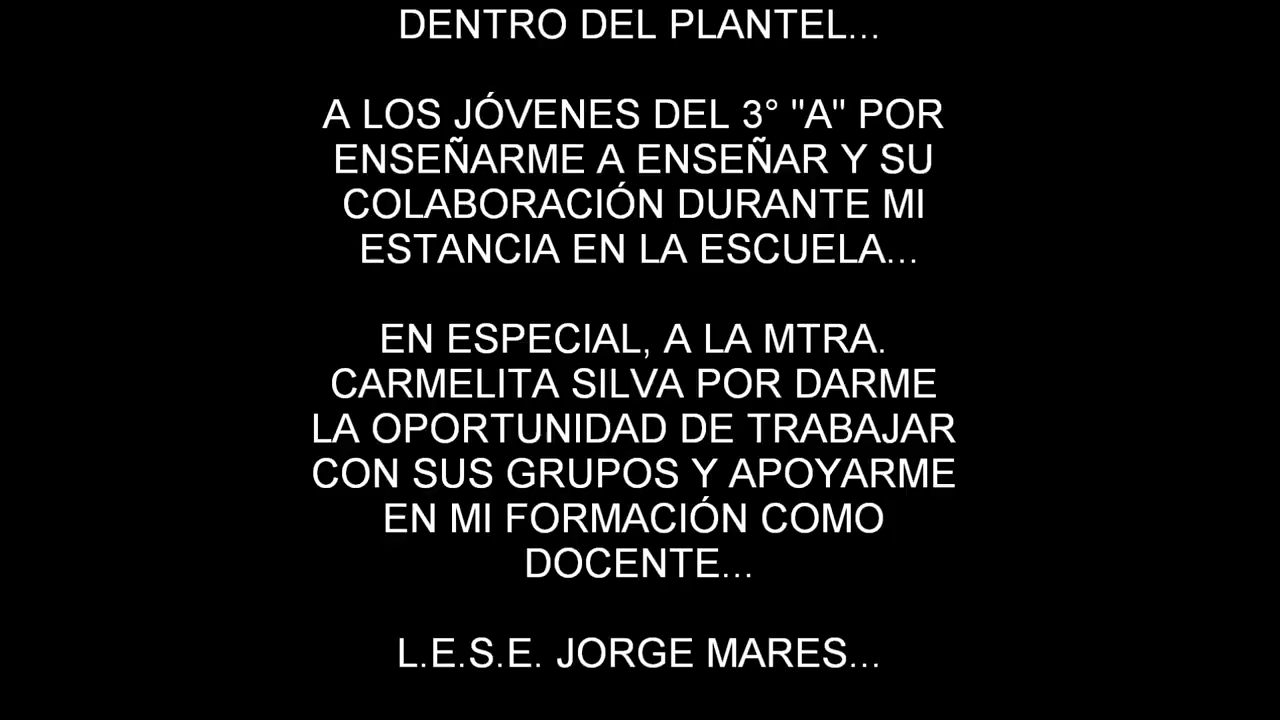 DENTRO DEL PLANTEL...
A LOS JÓVENES DEL 3° "A" POR
ENSEÑARME A ENSEÑAR Y SU
COLABORACIÓN DURANTE MI
ESTANCIA EN LA ESCUELA...
EN ESPECIAL, A LA MTRA.
CARMELITA SILVA POR DARME
LA OPORTUNIDAD DE TRABAJAR
CON SUS GRUPOS Y APOYARME
EN MI FORMACIÓN COMO
DOCENTE...
L.E.S.E. JORGE MARES...